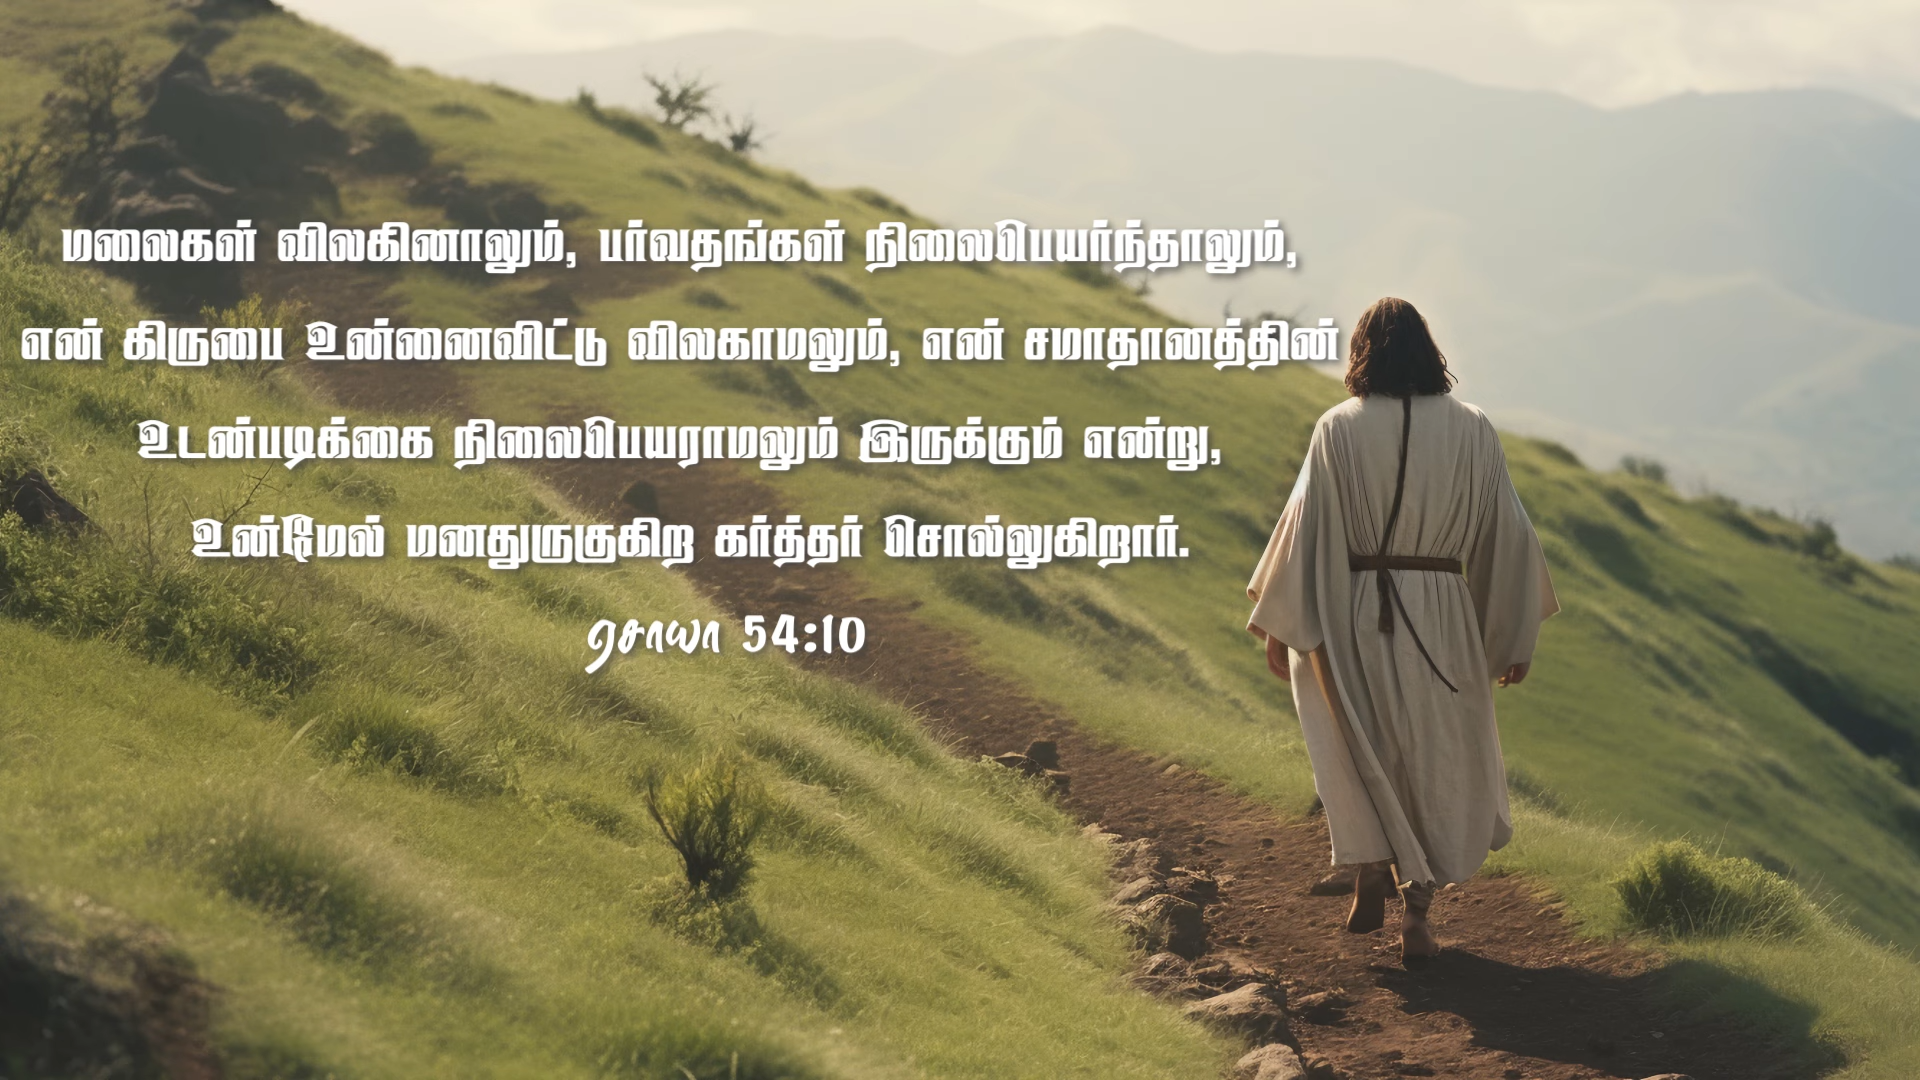 மலைகள் விலகினாலும், பர்வதங்கள் நிலைபெயர்ந்தாலும்,
என் கிருபை உன்னைவிட்டு விலகாமலும், என் சமாதானத்தின்
உடன்படிக்கை நிலைபெயராமலும் இருக்கும் என்று,
உன்மேல் மனதுருகுகிற கர்த்தர் சொல்லுகிறார்.
ஏசாயா 54:10